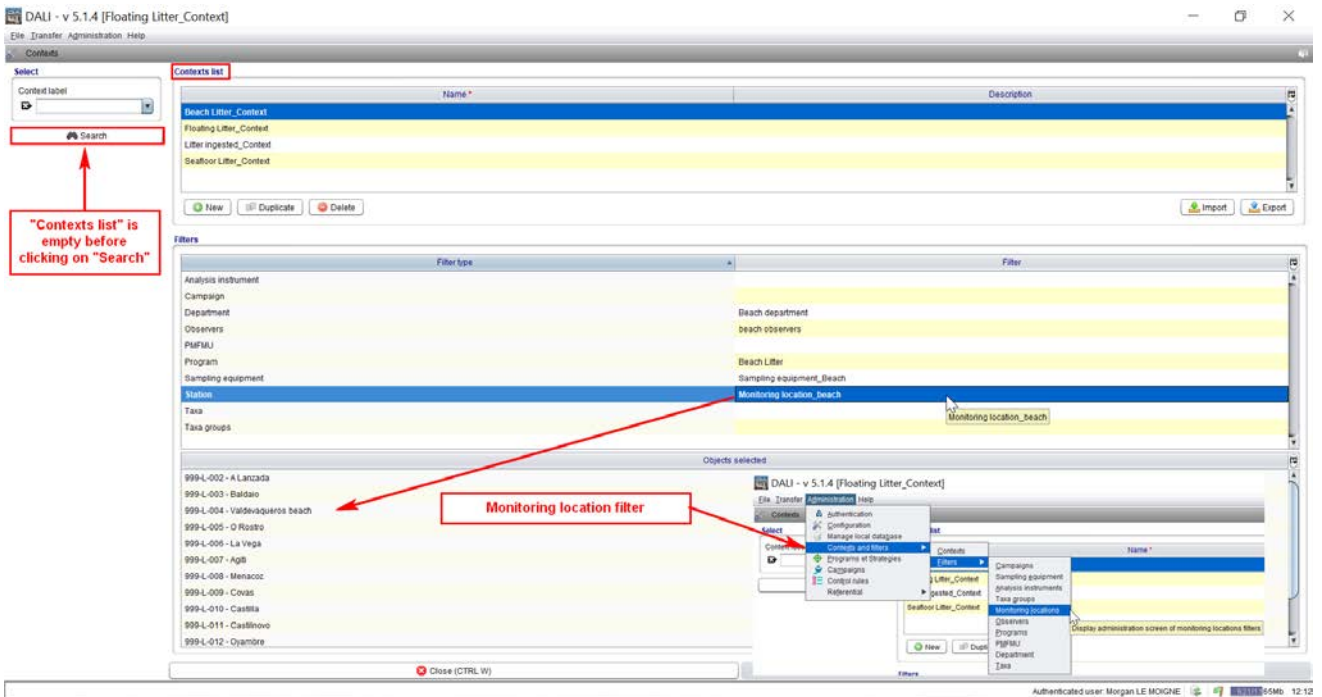 DALI - v 5.1.4 [Floating Litter_Context]
File Transfer Administration Help
Contexts
Select
Context label
Search
"Contexts list" is
empty before
clicking on "Search"
Contexts list
Name * Description
Beach Litter_Context
Floating Litter_Context
Litter ingested_Context
Seafloor Litter_Context
New Duplicate Delete Import Export
Filters
Filter type Filter
Analysis instrument
Campaign
Department Beach department
Observers beach observers
PMFMU
Program Beach Litter
Sampling equipment Sampling equipment_Beach
Station Monitoring location_beach
Taxa
Monitoring location_beach
Taxa groups
Objects selected
999-L-002 - A Lanzada
999-L-003 - Baldaio
999-L-004 - Valdevaqueros beach
999-L-005 - O Rostro
999-L-006 - La Vega
999-L-007 - Agiti
999-L-008 - Menacoz
999-L-009 - Covas
999-L-010 - Castilla
999-L-011 - Castilnovo
999-L-012 - Oyambre
Monitoring location filter
DALI - v 5.1.4 [Floating Litter_Context]
File Transfer Administration Help
Contexts
Select
Authentication
Configuration
Manage local database
Contexts and filters
Programs et Strategies
Campaigns
Control rules
Referential
list
Contexts
Filters
Name *
Campaigns
Sampling equipment
Analysis instruments
Taxa groups
Monitoring locations
Observers
Programs
PMFMU
Department
Taxa
Display administration screen of monitoring locations filters
Litter_Context
gested_Context
Seafloor Litter_Context
New Dupli
Filters
Close (CTRL W)
Authenticated user: Morgan LE MOIGNE 12:12